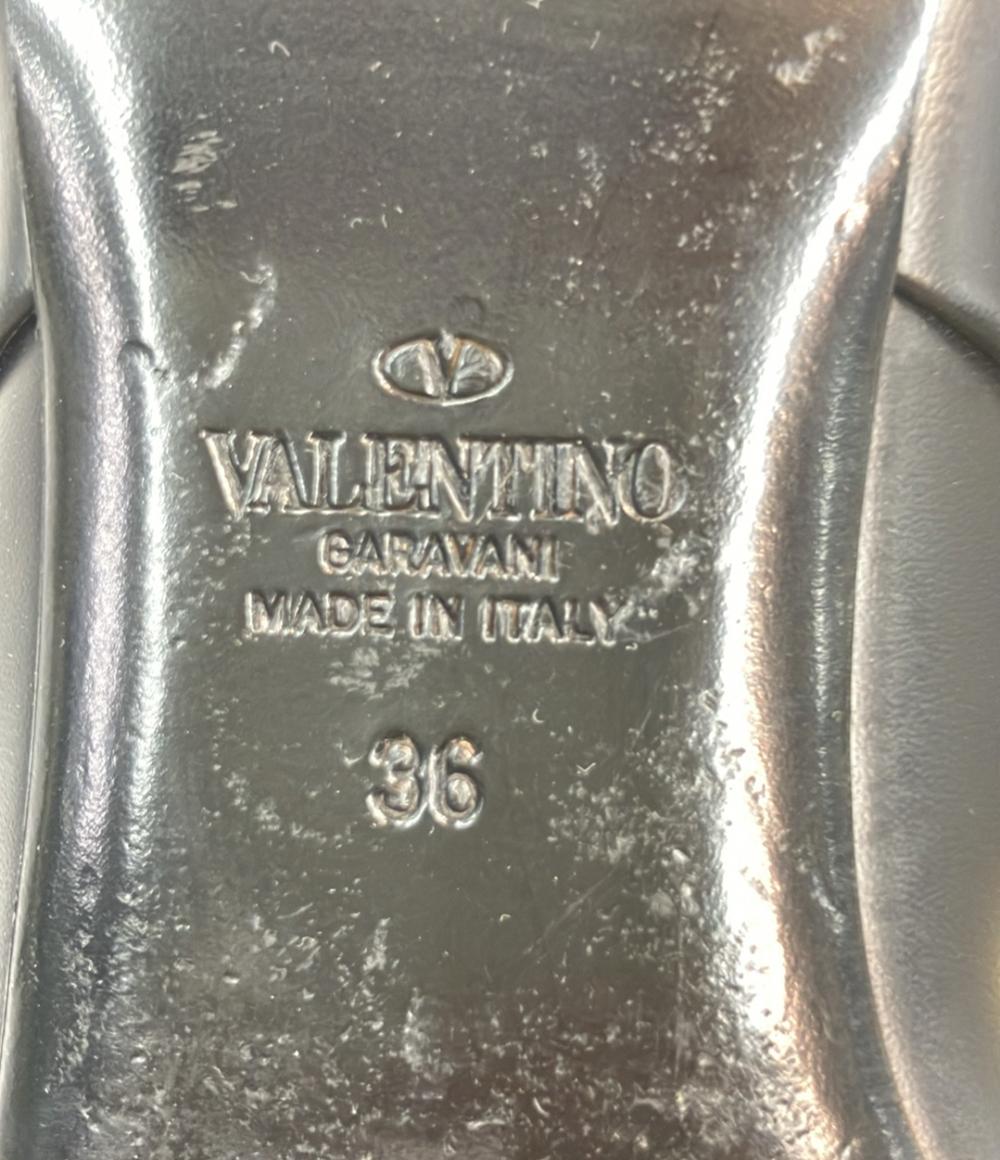 V
VALENTINO
GARAVANI
MADE IN ITALY
36